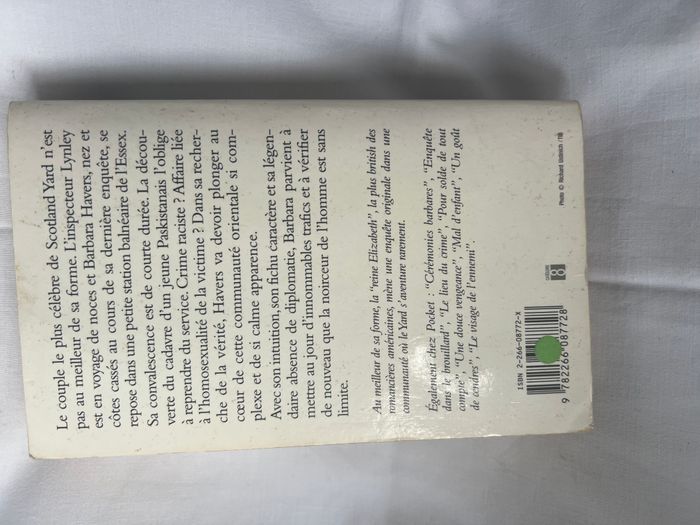 Le couple le plus célèbre de Scotland Yard n'est
pas au meilleur de sa forme. L'inspecteur Lynley
est en voyage de noces et Barbara Havers, nez et
côtes cassés au cours de sa dernière enquête, se
repose dans une petite station balnéaire de l'Essex.
Sa convalescence est de courte durée. La décou-
verte du cadavre d'un jeune Paskistanais l'oblige
à reprendre du service. Crime raciste ? Affaire liée
à l'homosexualité de la victime ? Dans sa recher-
che de la vérité, Havers va devoir plonger au
cœur de cette communauté orientale si com-
plexe et de si calme apparence.
Avec son intuition, son fichu caractère et sa légen-
daire absence de diplomatie, Barbara parvient à
mettre au jour d'innommables trafics et à vérifier
de nouveau que la noirceur de l'homme est sans
limite.
Au meilleur de sa forme, la "reine Elizabeth", la plus british des
romancières américaines, mène une enquête originale dans une
communauté où le Yard s'aventure rarement.
Également chez Pocket : "Cérémonies barbares", "Enquête
dans le brouillard", "Le lieu du crime", "Pour solde de tout
compte", "Une douce vengeance", "Mal d'enfant", "Un goût
de cendres", "Le visage de l'ennemi".
ISBN 2-266-08772-X
9 782266 087728
8
Photo © Richard